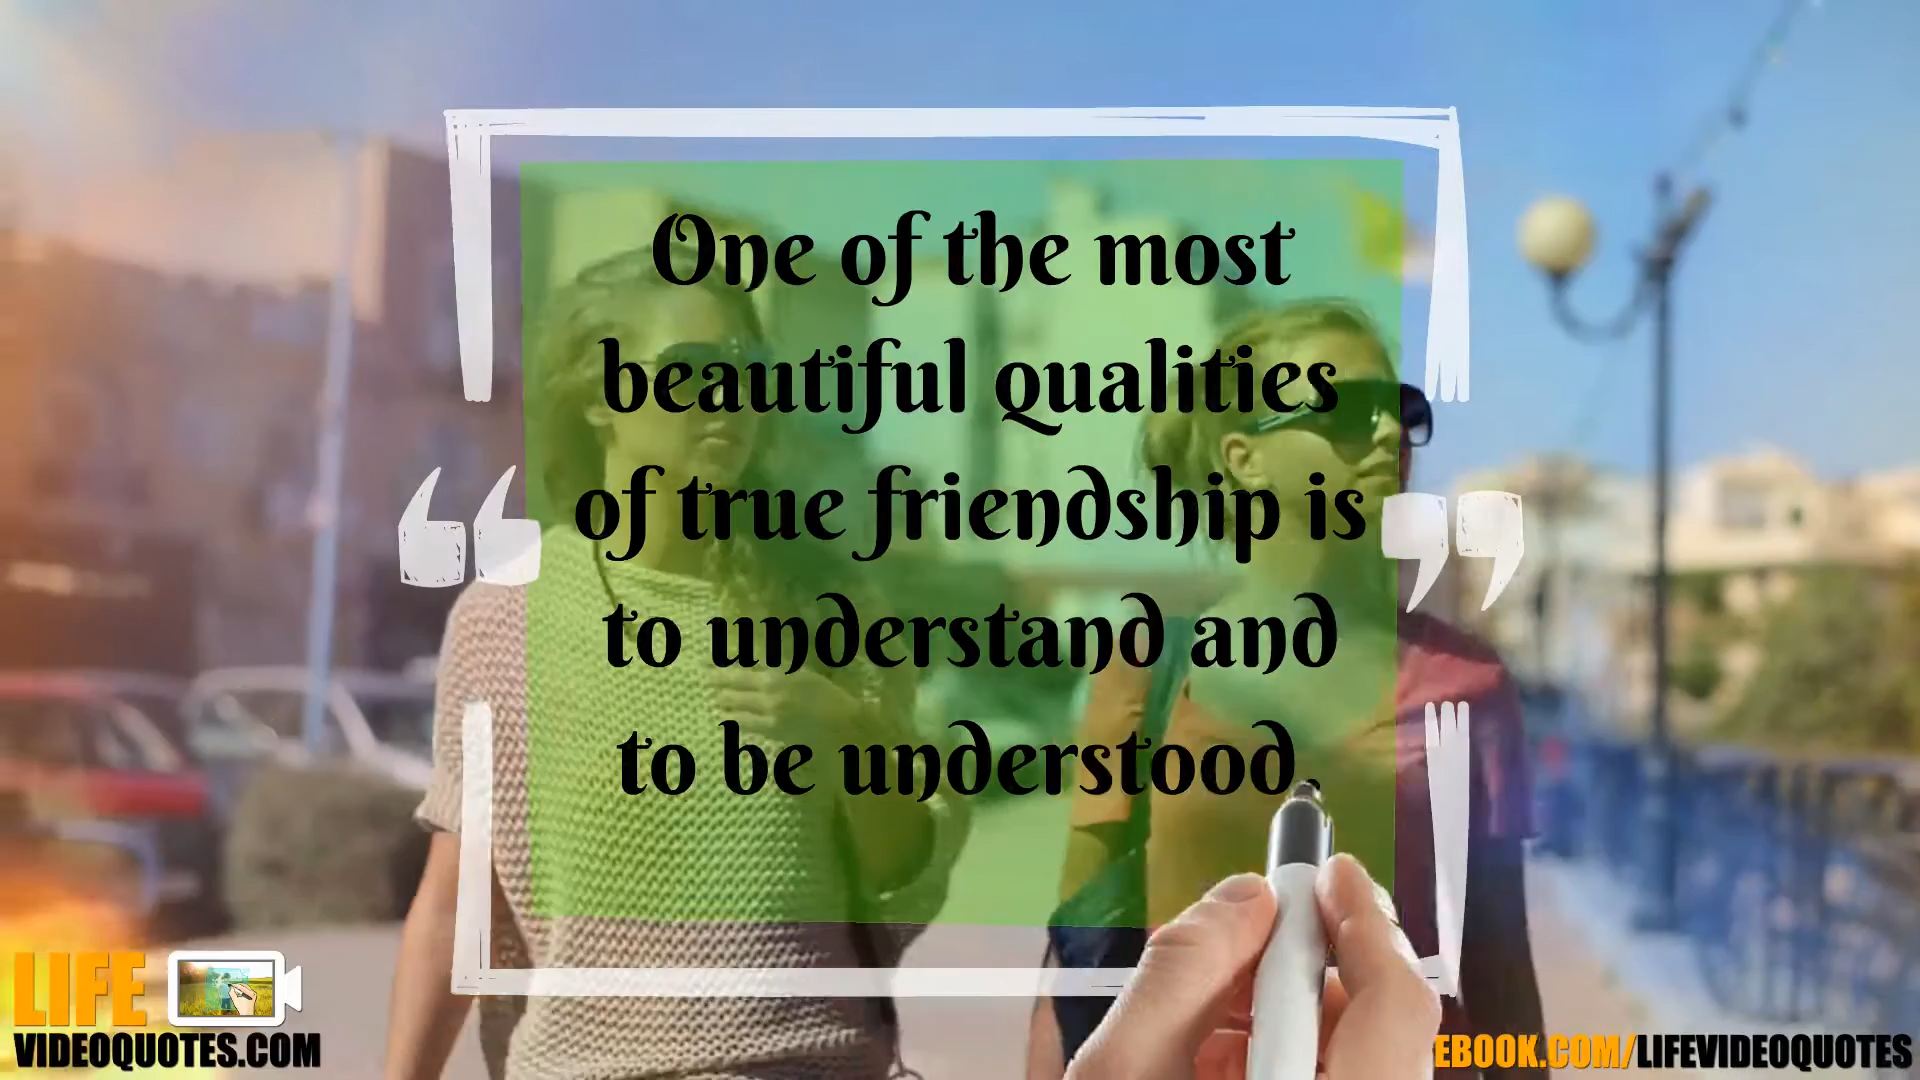 One of the most
beautiful qualities
of true friendship is
to understand and
to be understood.
LIFE
VIDEOQUOTES.COM
EBOOK.COM/LIFEVIDEOQUOTES